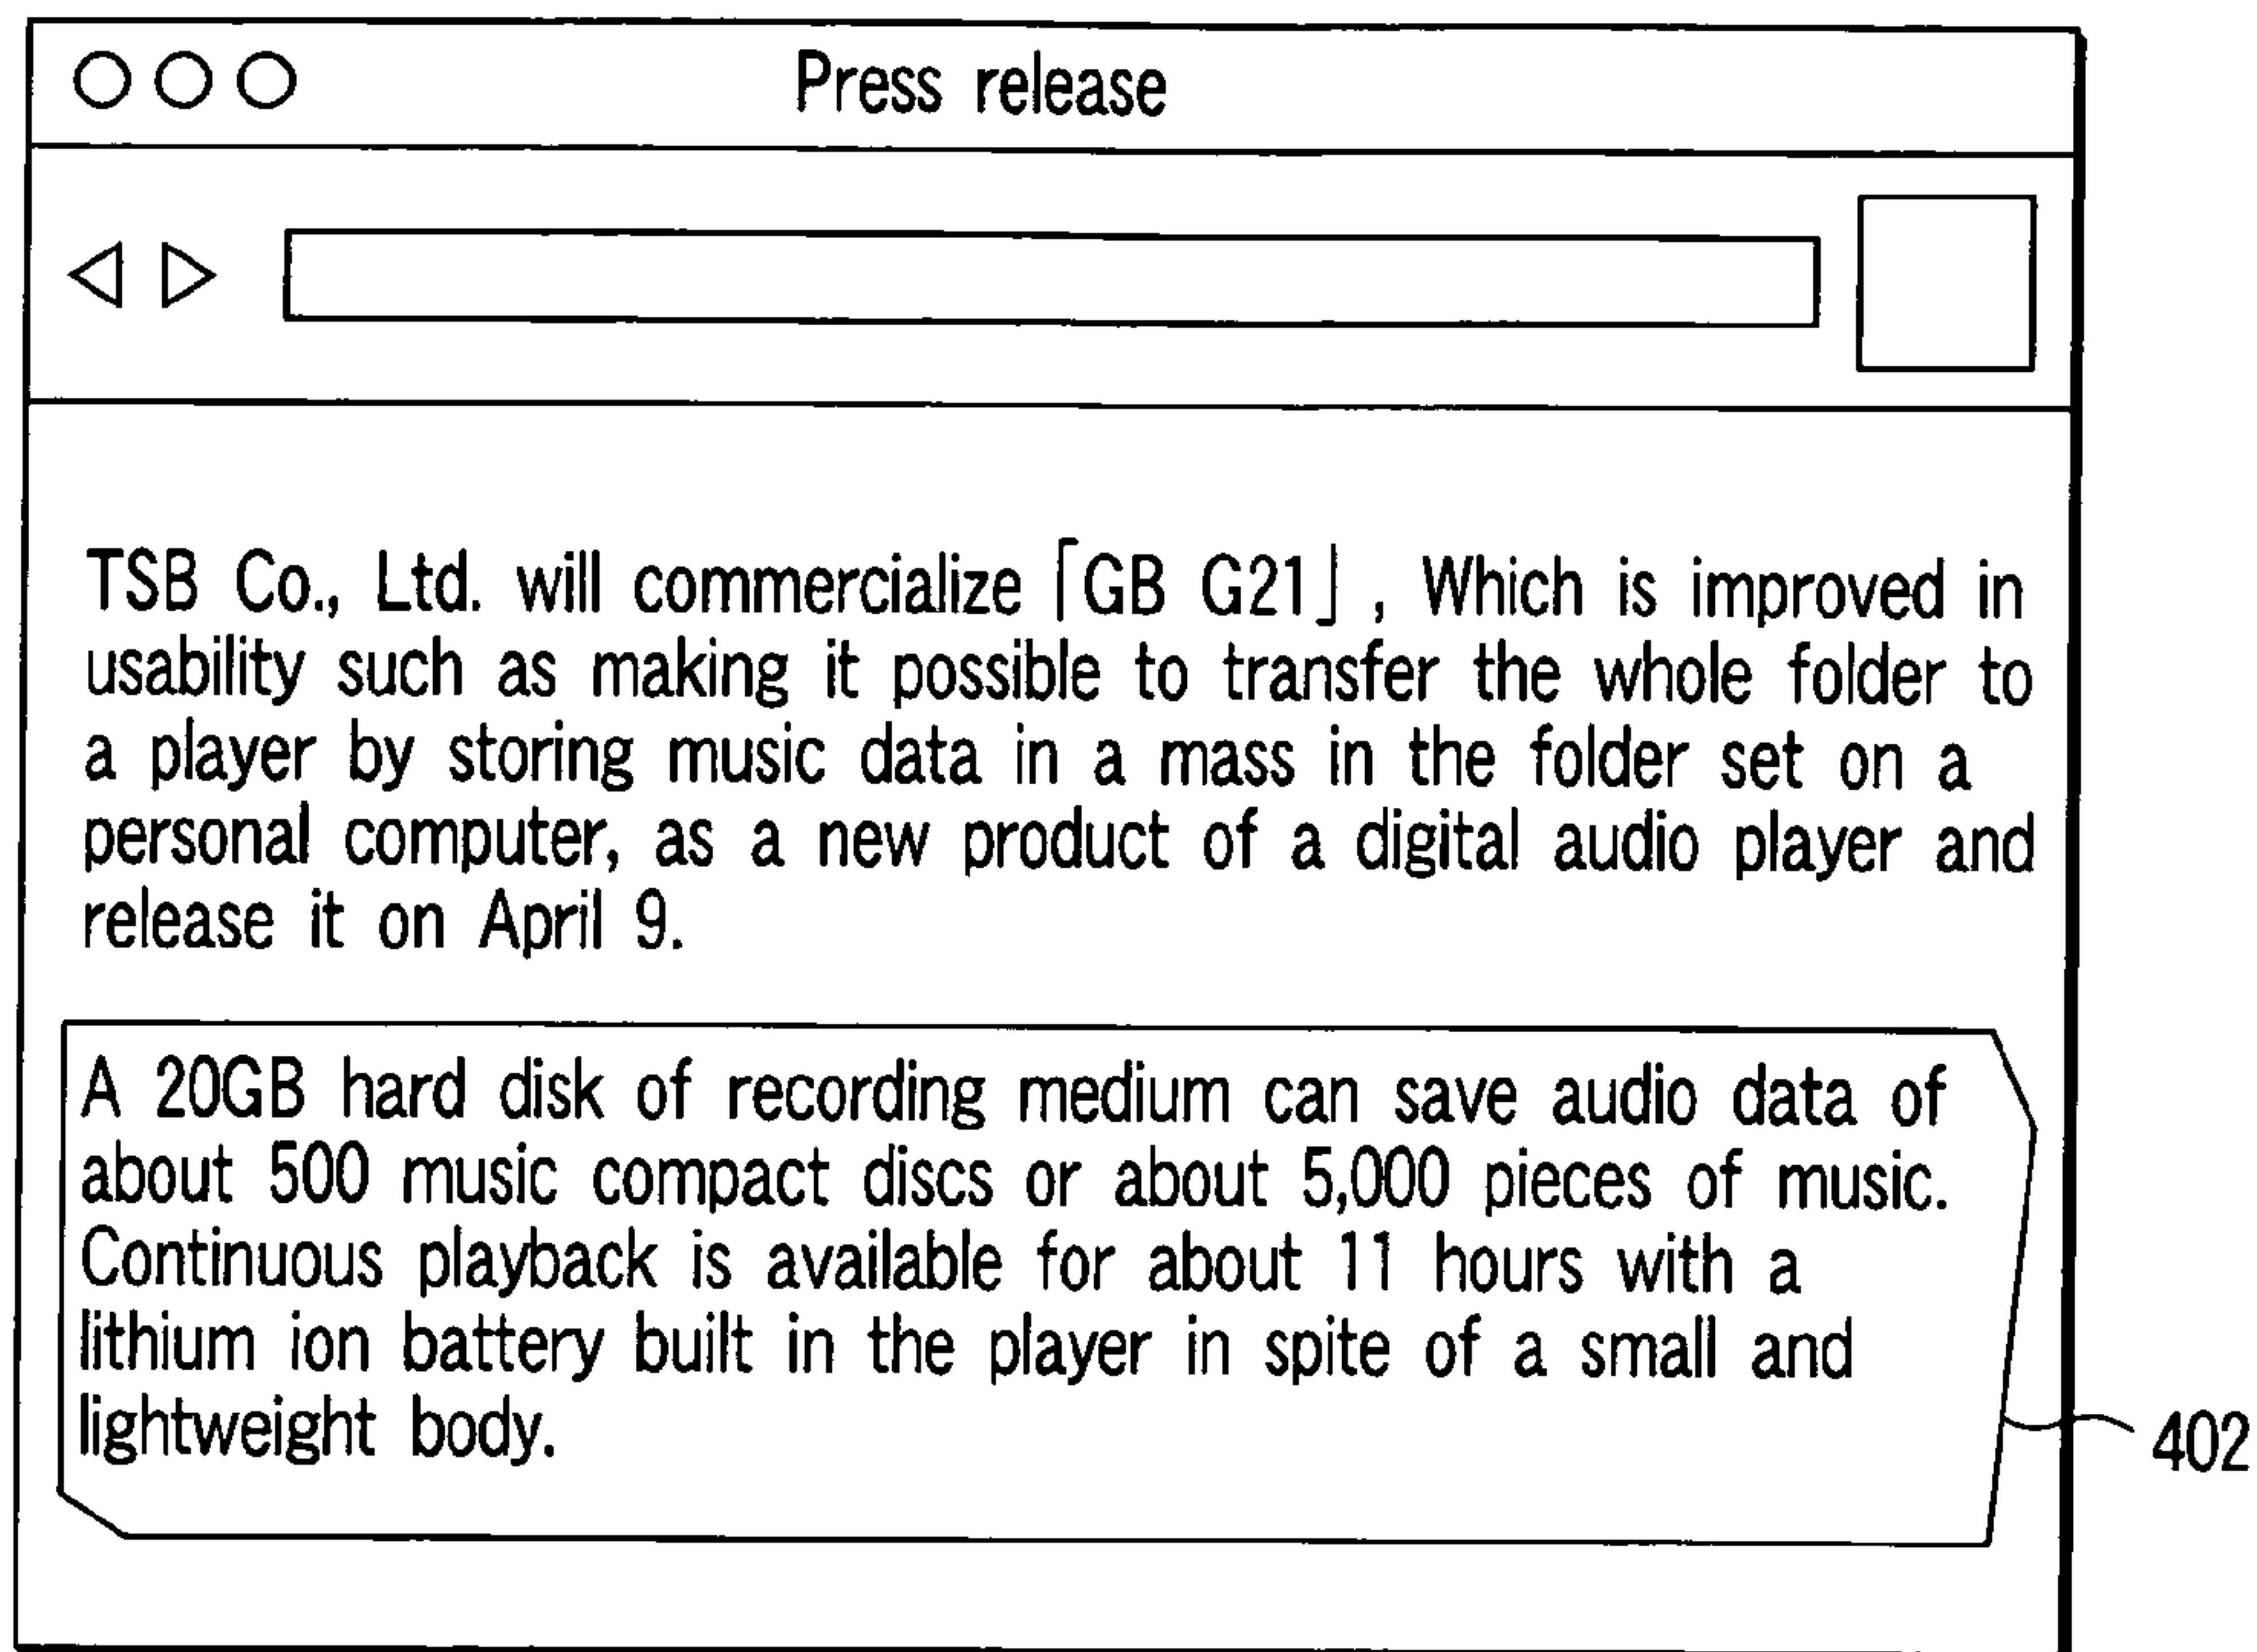 Press release
TSB Co., Ltd. will commercialize ｢GB G21｣, Which is improved in
usability such as making it possible to transfer the whole folder to
a player by storing music data in a mass in the folder set on a
personal computer, as a new product of a digital audio player and
release it on April 9.
A 20GB hard disk of recording medium can save audio data of
about 500 music compact discs or about 5,000 pieces of music.
Continuous playback is available for about 11 hours with a
lithium ion battery built in the player in spite of a small and
lightweight body.
402